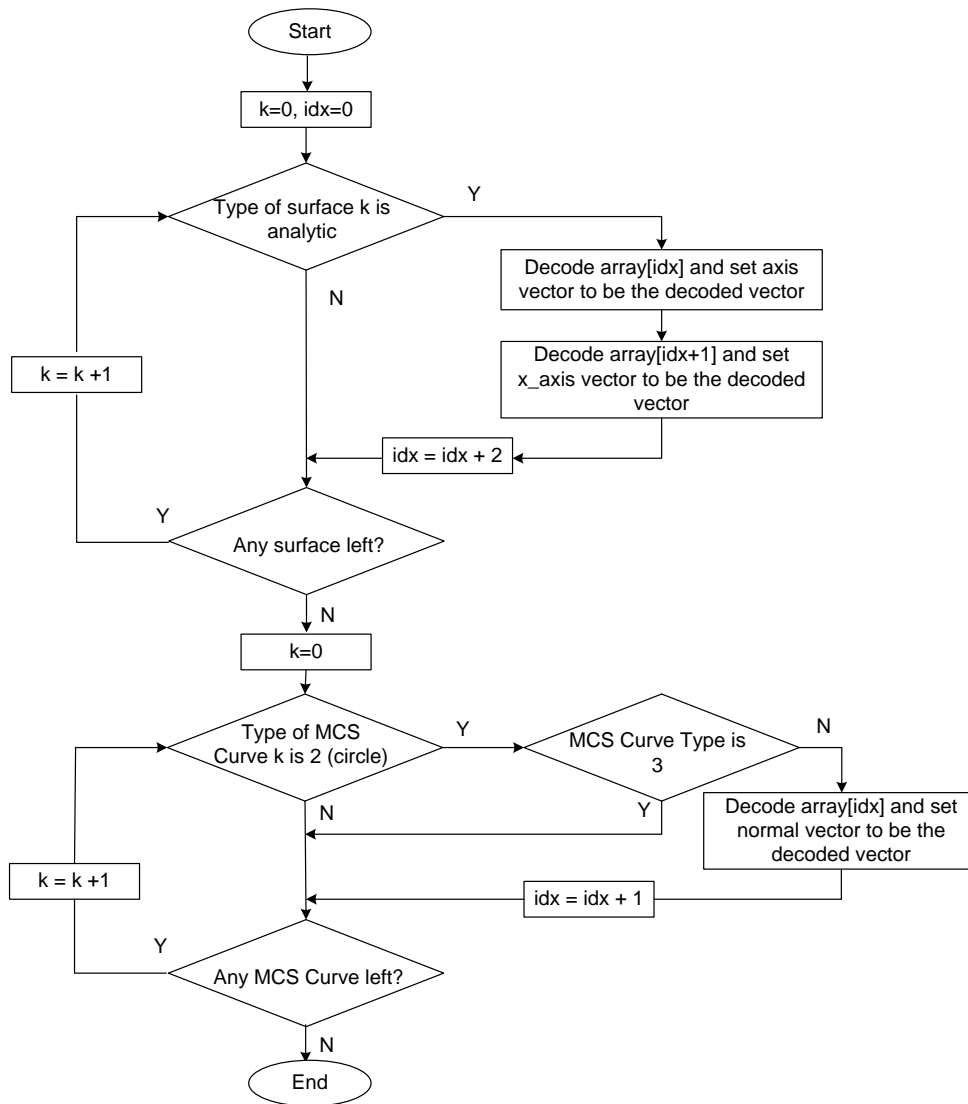 Start
k=0, idx=0
Type of surface k is
analytic
Y
N
Decode array[idx] and set axis
vector to be the decoded vector
Decode array[idx+1] and set
x_axis vector to be the decoded
vector
k = k +1
idx = idx + 2
Y
Any surface left?
N
k=0
Type of MCS
Curve k is 2 (circle)
Y
N
MCS Curve Type is
3
N
Y
Decode array[idx] and set
normal vector to be the
decoded vector
k = k +1
idx = idx + 1
Y
Any MCS Curve left?
N
End